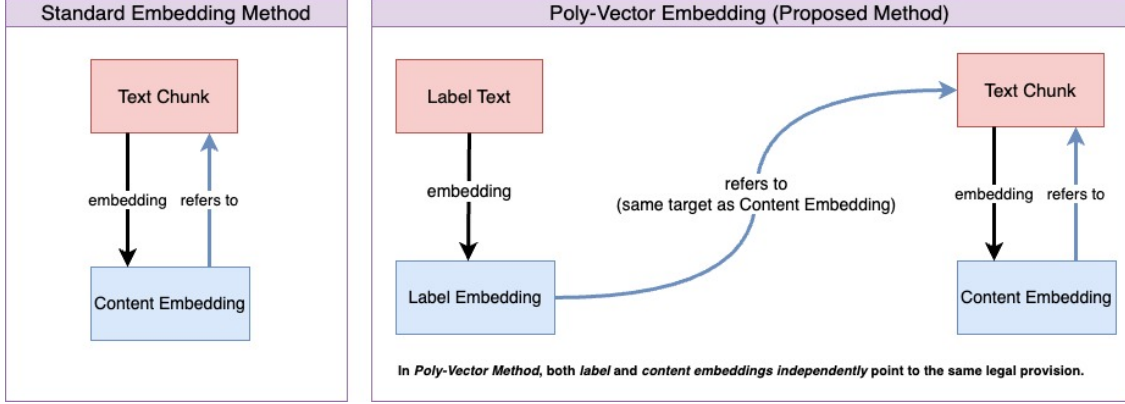 Standard Embedding Method
Text Chunk
embedding
refers to
Content Embedding
Poly-Vector Embedding (Proposed Method)
Label Text
embedding
Label Embedding
refers to
(same target as Content Embedding)
Text Chunk
embedding
refers to
Content Embedding
In Poly-Vector Method, both label and content embeddings independently point to the same legal provision.